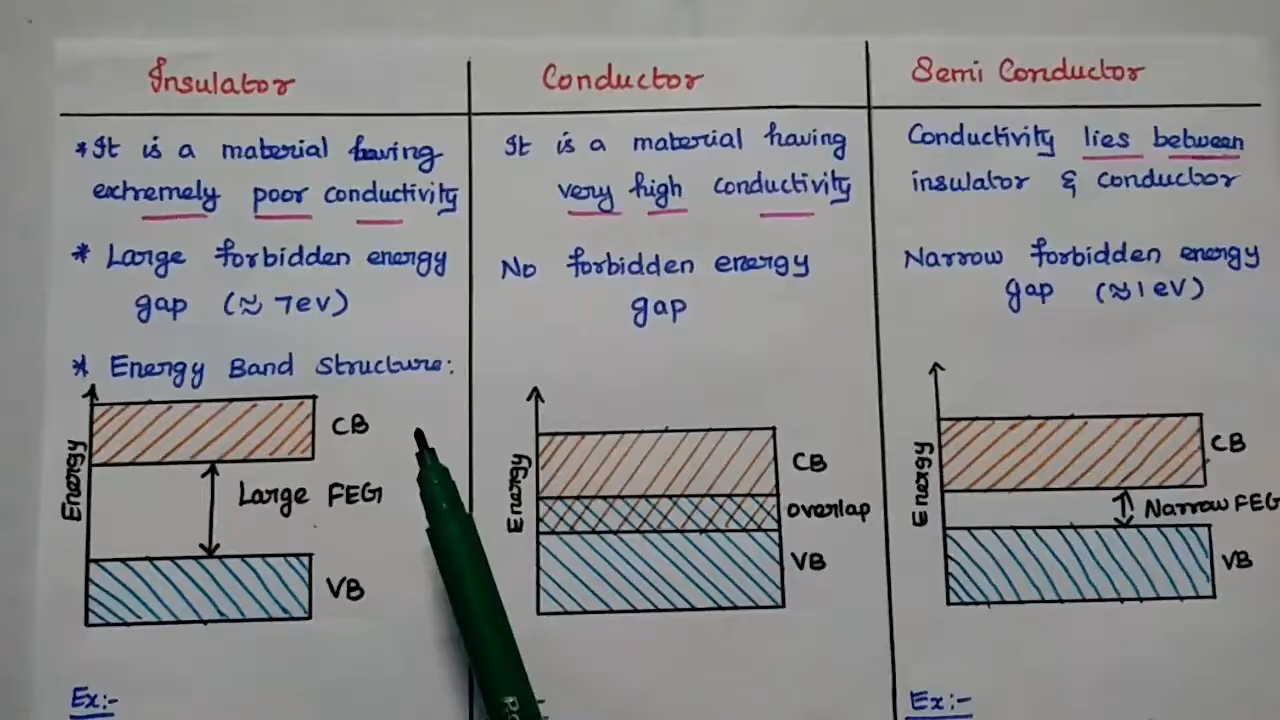 Insulator
*It is a material having
extremely poor conductivity
* Large forbidden energy
gap (≈ 7eV)
* Energy Band Structure:
Energy
CB
Large FEG
VB
Ex:-
Conductor
It is a material having
very high conductivity
No forbidden energy
gap
Energy
CB
overlap
VB
Semi Conductor
Conductivity lies between
insulator & conductor
Narrow forbidden energy
gap (≈1eV)
Energy
CB
Narrow FEG
VB
Ex:-